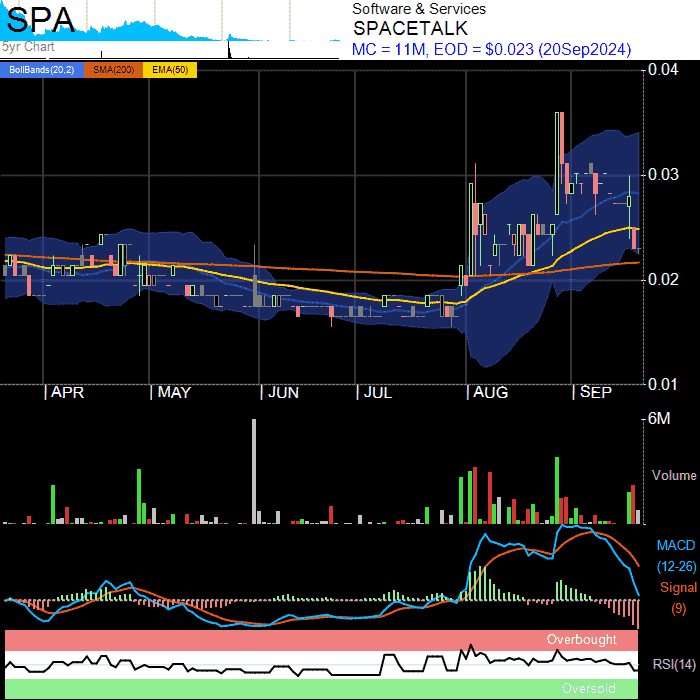 SPA
5yr Chart
Software & Services
SPACETALK
MC = 11M, EOD = $0.023 (20Sep2024)
BollBands(20,2) SMA(200) EMA(50)
0.04
0.03
0.02
0.01
APR MAY JUN JUL AUG SEP
6M
Volume
MACD
(12-26)
Signal
(9)
Overbought
RSI(14)
Oversold